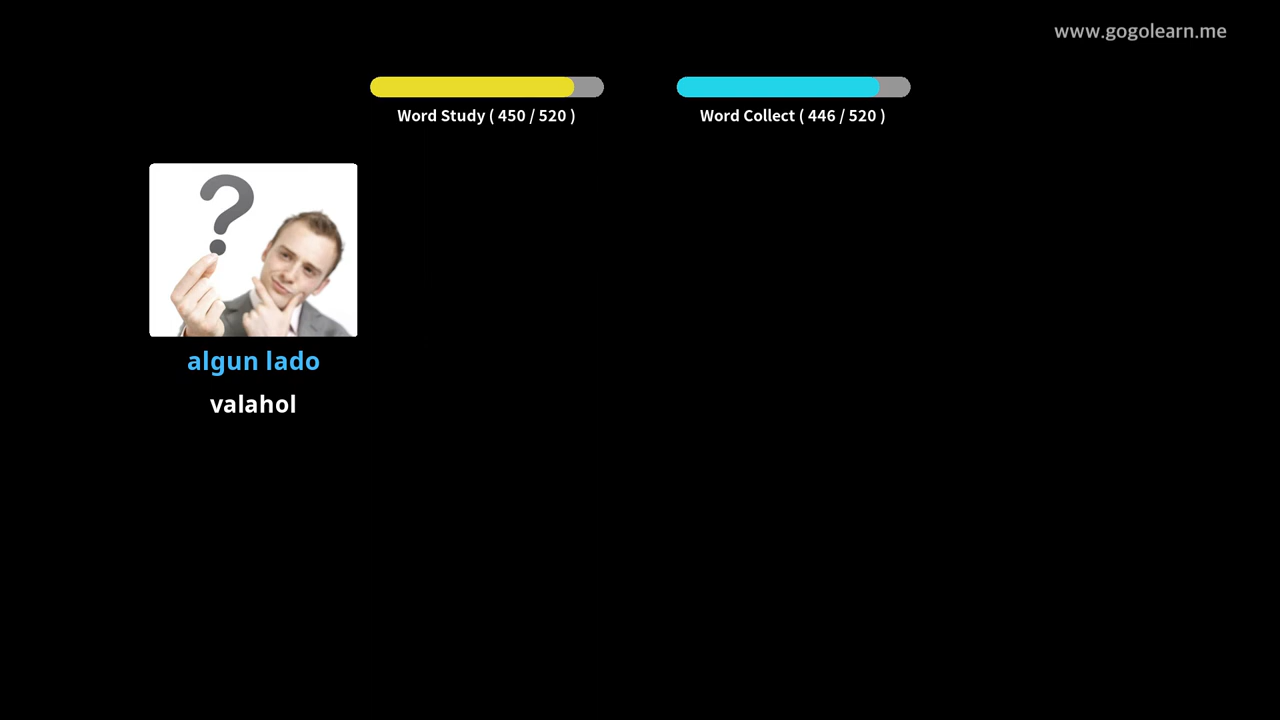 www.gogolearn.me
Word Study ( 450 / 520 )
Word Collect ( 446 / 520 )
?
algun lado
valahol